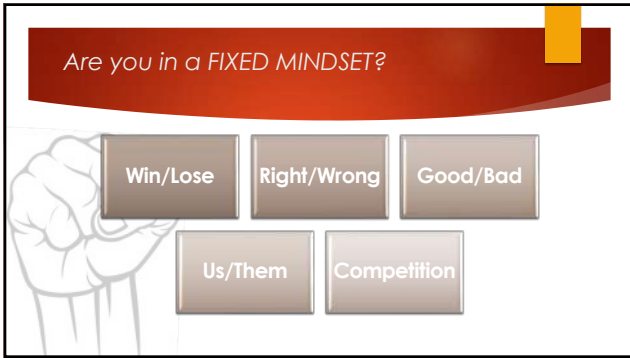 Are you in a FIXED MINDSET?
Win/Lose
Right/Wrong
Good/Bad
Us/Them
Competition